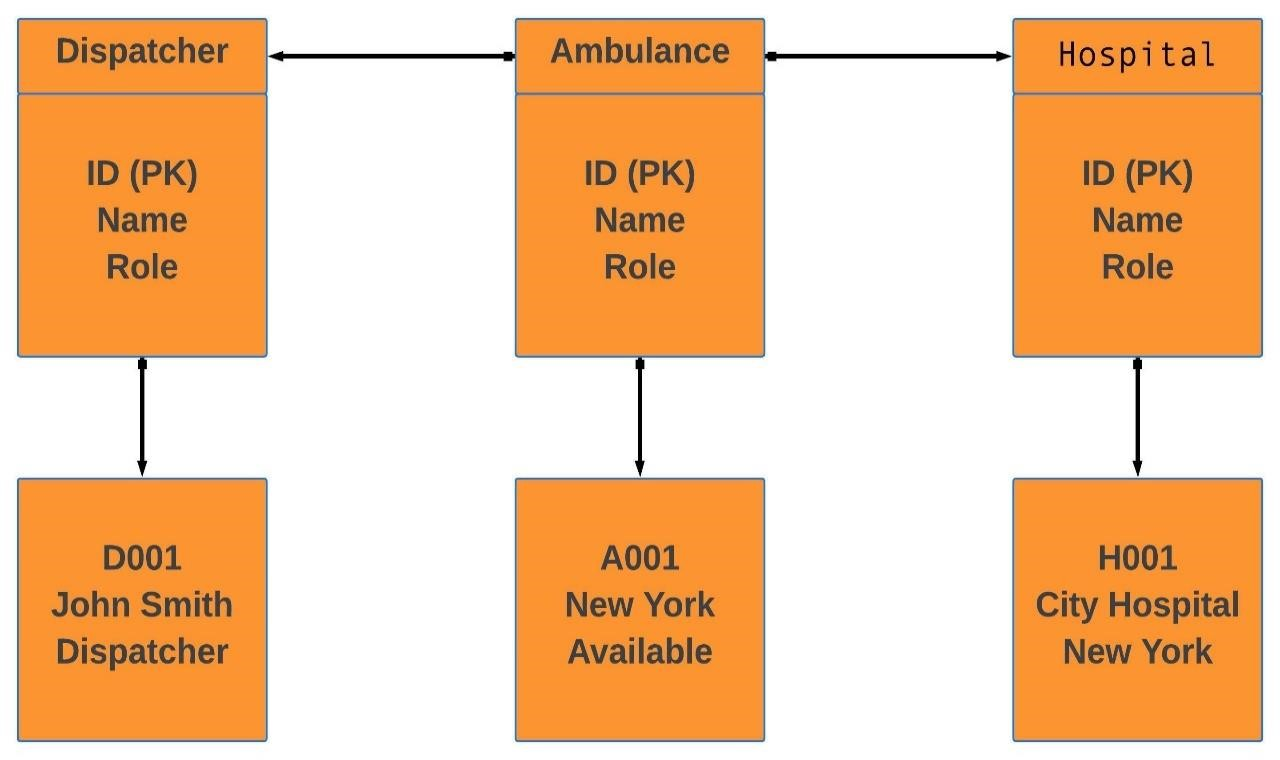 Dispatcher
Ambulance
Hospital
ID (PK)
Name
Role
ID (PK)
Name
Role
ID (PK)
Name
Role
D001
John Smith
Dispatcher
A001
New York
Available
H001
City Hospital
New York